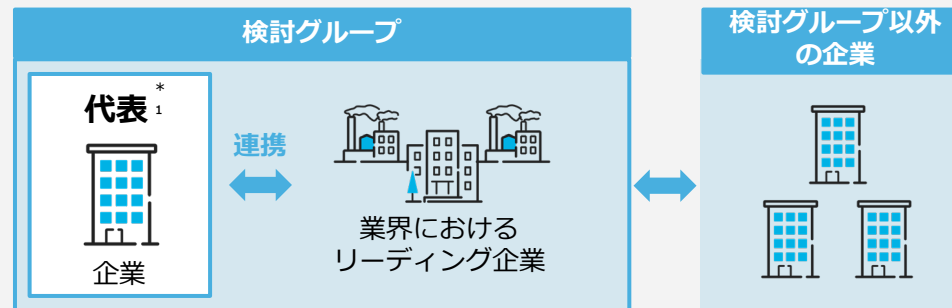 検討グループ
代表*1
連携
企業
業界における
リーディング企業
検討グループ以外
の企業